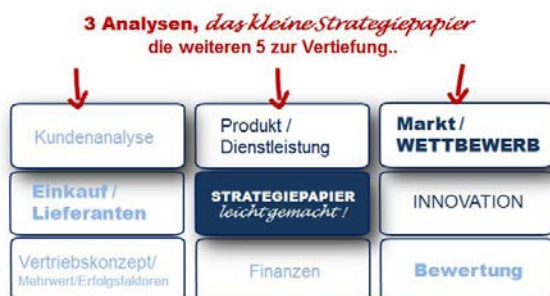 3 Analysen, das kleine Strategiepapier
die weiteren 5 zur Vertiefung..
Kundenanalyse
Produkt /
Dienstleistung
Markt /
WETTBEWERB
Einkauf /
Lieferanten
STRATEGIEPAPIER
leicht gemacht !
INNOVATION
Vertriebskonzept/
Mehrwert/Erfolgsfaktoren
Finanzen
Bewertung